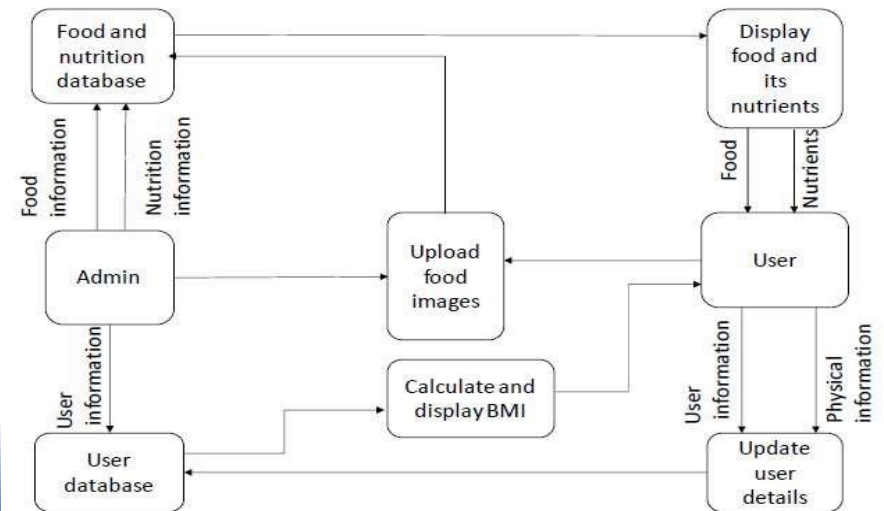 Food and
nutrition
database
Display
food and
its
nutrients
Food
information
Nutrition
information
Food
Nutrients
Admin
Upload
food
images
User
User
information
Calculate and
display BMI
User
information
Physical
information
User
database
Update
user
details